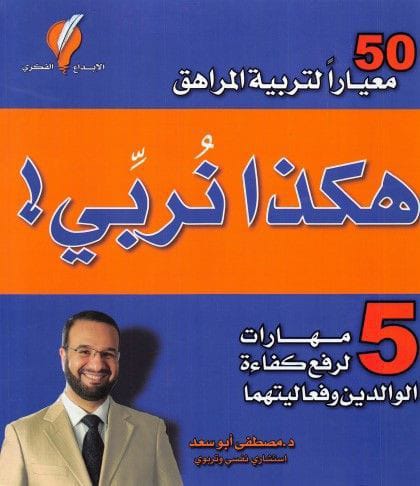 الإبداع الفكري
50
معياراً لتربية المراهق
هكذا نُربِّي!
5
مهارات
لرفع كفاءة
الوالدين وفعاليتهما
د.مصطفى أبو سعد
استشاري نفسي وتربوي